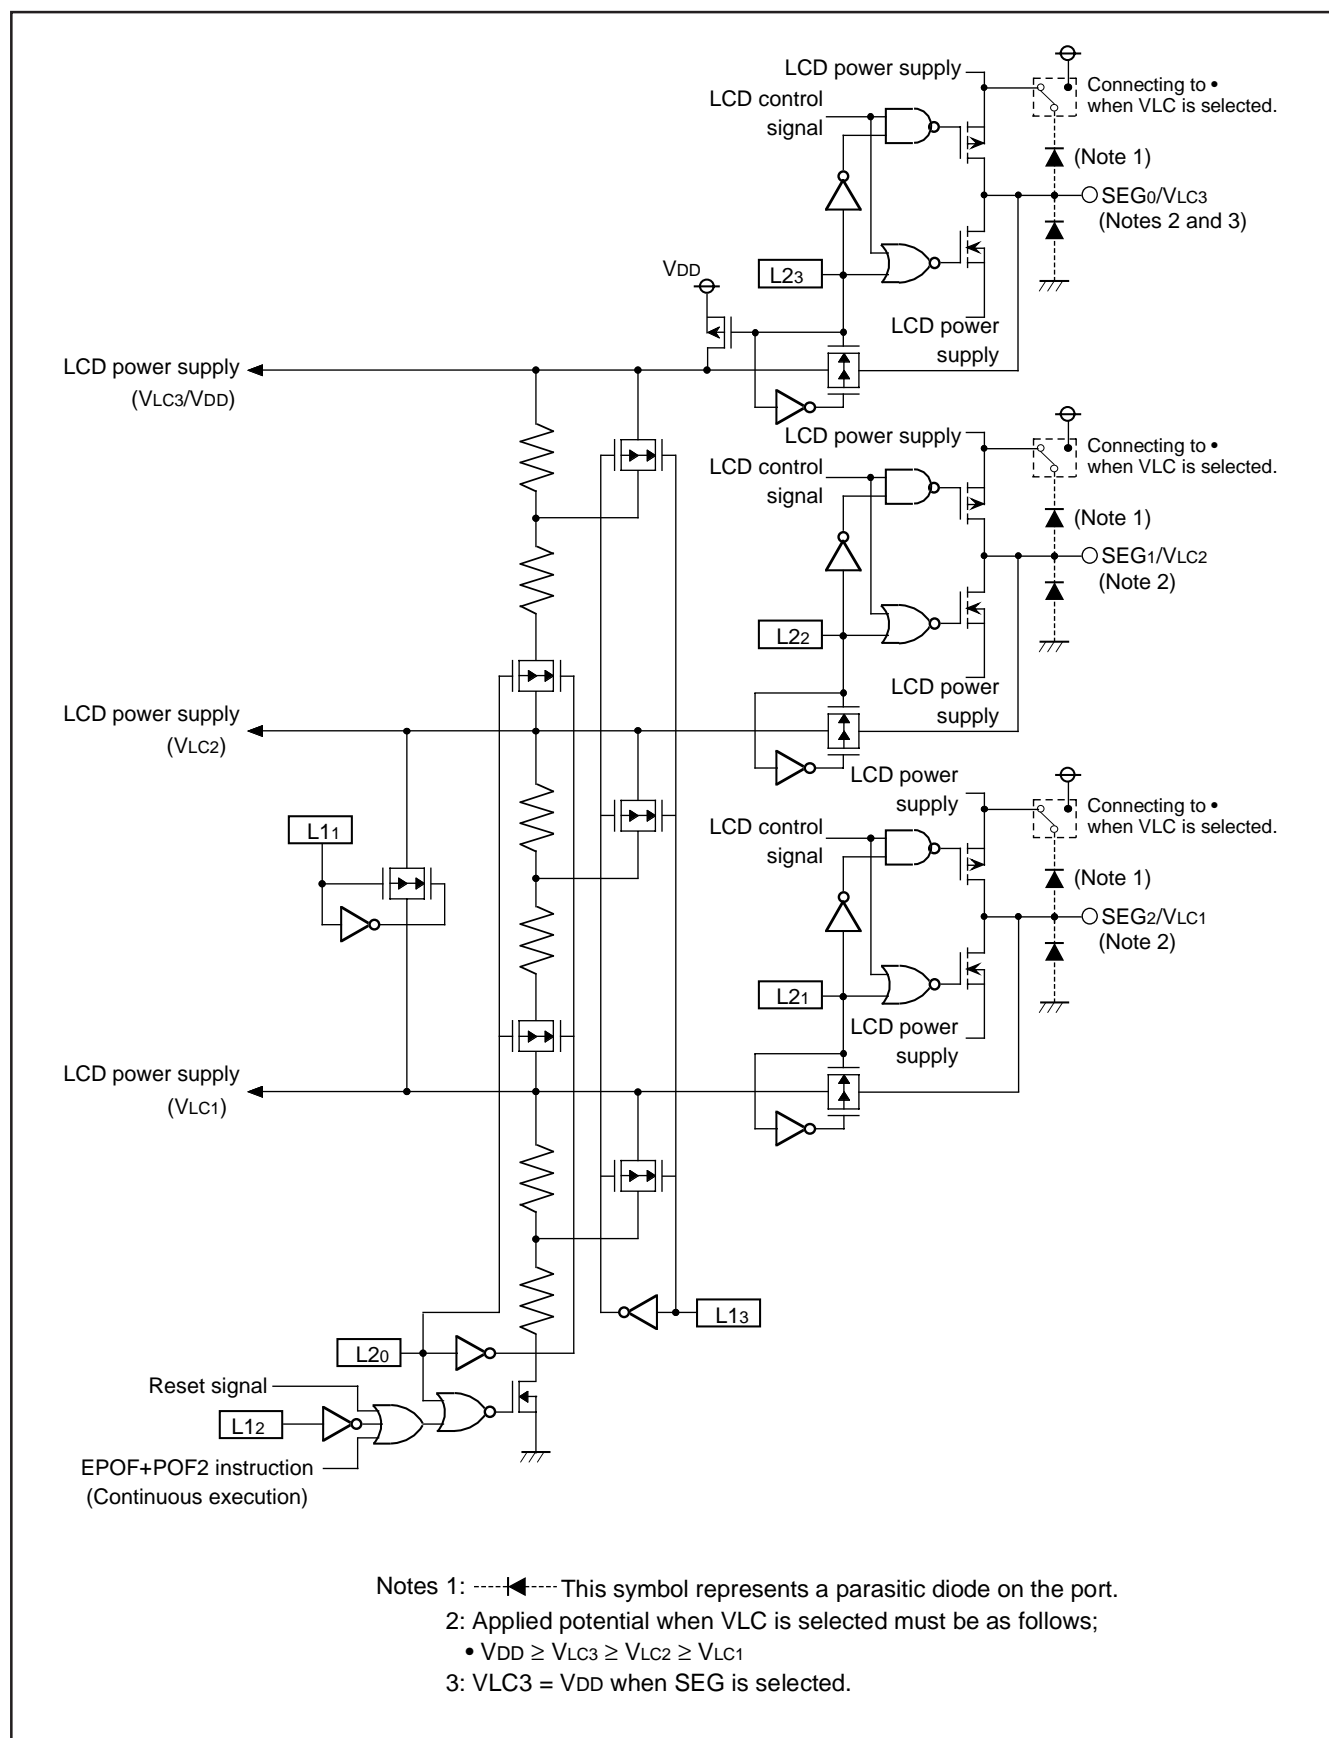 LCD power supply
LCD control
signal
Connecting to •
when VLC is selected.
(Note 1)
SEG0/VLC3
(Notes 2 and 3)
L23
VDD
LCD power
supply
LCD power supply
(VLC3/VDD)
LCD power supply
LCD control
signal
Connecting to •
when VLC is selected.
(Note 1)
SEG1/VLC2
(Note 2)
L22
LCD power
supply
LCD power supply
(VLC2)
LCD power
supply
LCD control
signal
Connecting to •
when VLC is selected.
L11
(Note 1)
SEG2/VLC1
(Note 2)
L21
LCD power
supply
LCD power supply
(VLC1)
L13
L20
Reset signal
L12
EPOF+POF2 instruction
(Continuous execution)
Notes 1: This symbol represents a parasitic diode on the port.
2: Applied potential when VLC is selected must be as follows;
• VDD ≥ VLC3 ≥ VLC2 ≥ VLC1
3: VLC3 = VDD when SEG is selected.